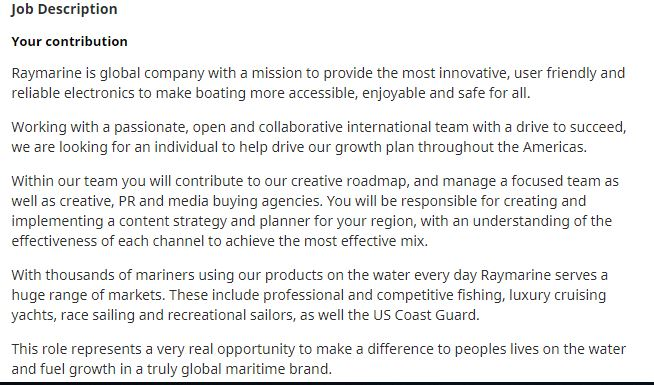 Job Description
Your contribution
Raymarine is global company with a mission to provide the most innovative, user friendly and
reliable electronics to make boating more accessible, enjoyable and safe for all.
Working with a passionate, open and collaborative international team with a drive to succeed,
we are looking for an individual to help drive our growth plan throughout the Americas.
Within our team you will contribute to our creative roadmap, and manage a focused team as
well as creative, PR and media buying agencies. You will be responsible for creating and
implementing a content strategy and planner for your region, with an understanding of the
effectiveness of each channel to achieve the most effective mix.
With thousands of mariners using our products on the water every day Raymarine serves a
huge range of markets. These include professional and competitive fishing, luxury cruising
yachts, race sailing and recreational sailors, as well the US Coast Guard.
This role represents a very real opportunity to make a difference to peoples lives on the water
and fuel growth in a truly global maritime brand.